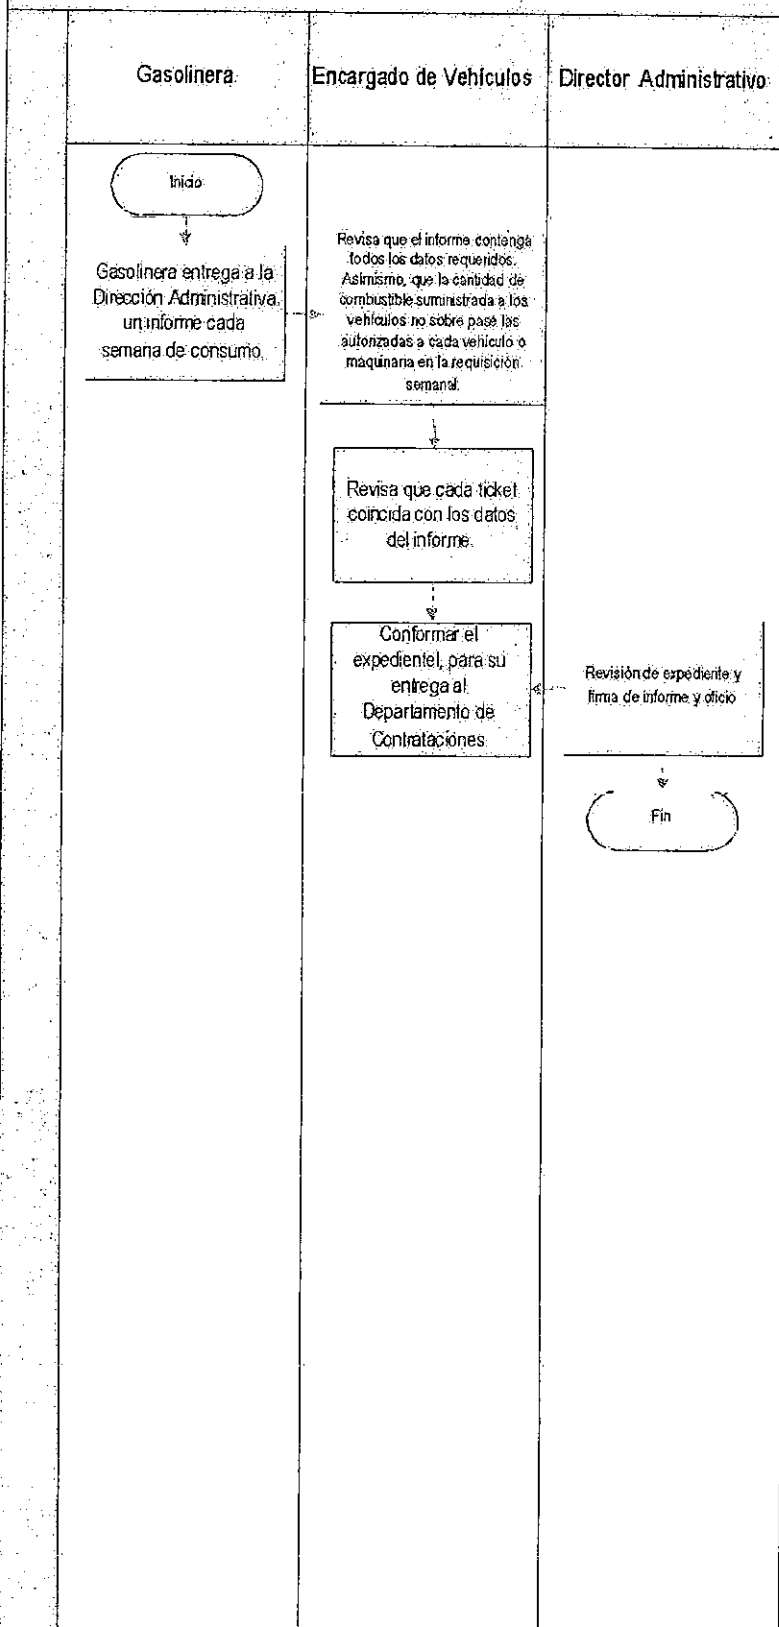 Gasolinera
Encargado de Vehículos
Director Administrativo
Inicio
Gasolinera entrega a la
Dirección Administrativa
un informe cada
semana de consumo.
Revisa que el informe contenga
todos los datos requeridos.
Asimismo, que la cantidad de
combustible suministrada a los
vehículos no sobre pase las
autorizadas a cada vehículo o
maquinaria en la requisición
semanal.
Revisa que cada ticket
coincida con los datos
del informe.
Conformar el
expedientel, para su
entrega al
Departamento de
Contrataciones
Revisión de expediente y
firma de informe y oficio
Fin